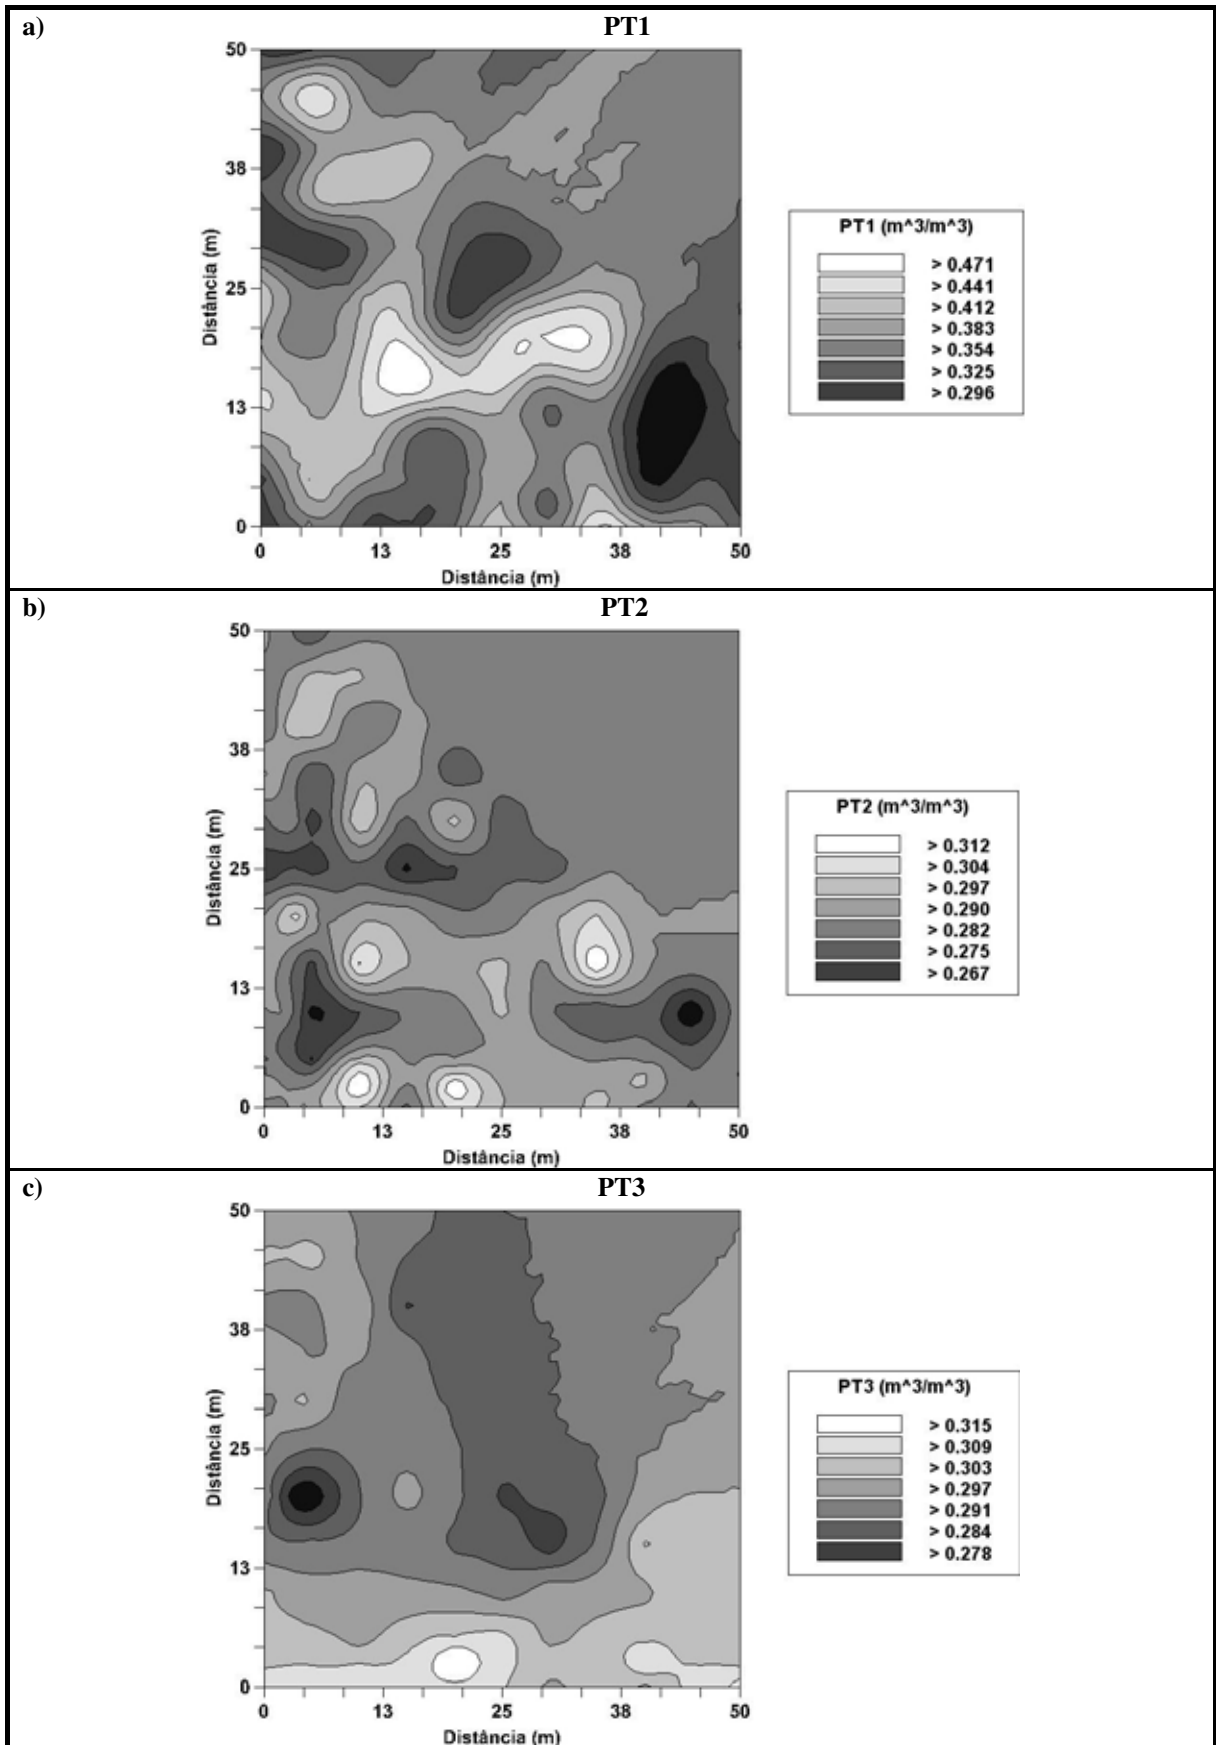 a) PT1
50
38
25
13
0
Distância (m)
0 13 25 38 50
Distância (m)
PT1 (m^3/m^3)
> 0.471
> 0.441
> 0.412
> 0.383
> 0.354
> 0.325
> 0.296
b) PT2
50
38
25
13
0
Distância (m)
0 13 25 38 50
Distância (m)
PT2 (m^3/m^3)
> 0.312
> 0.304
> 0.297
> 0.290
> 0.282
> 0.275
> 0.267
c) PT3
50
38
25
13
0
Distância (m)
0 13 25 38 50
Distância (m)
PT3 (m^3/m^3)
> 0.315
> 0.309
> 0.303
> 0.297
> 0.291
> 0.284
> 0.278